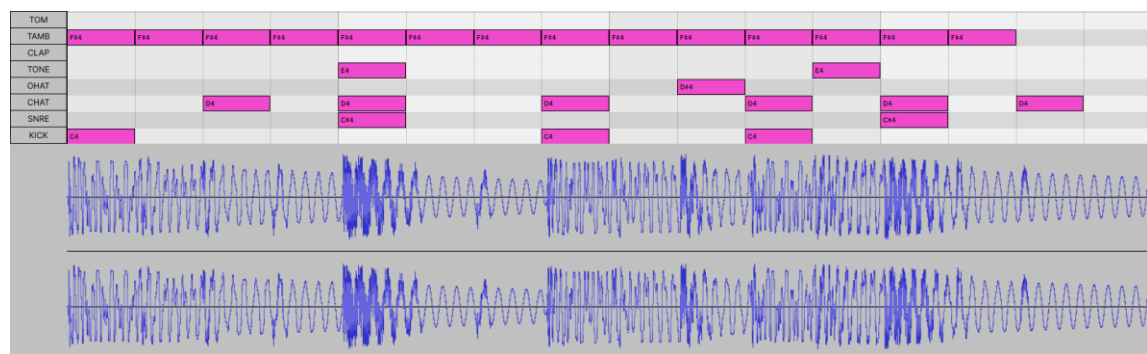 TOM
TAMB F#4 F#4 F#4 F#4 F#4 F#4 F#4 F#4 F#4 F#4 F#4 F#4 F#4 F#4
CLAP
TONE E4 E4
OHAT D#4
CHAT D4 D4 D4 D4 D4 D4
SNRE C#4 C#4
KICK C4 C4 C4